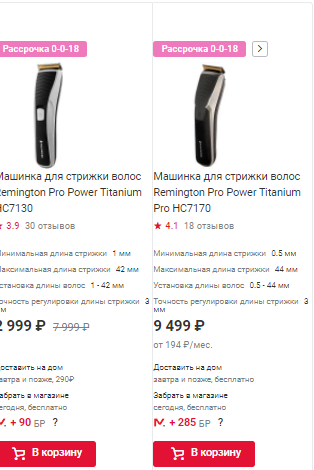 Рассрочка 0-0-18
Машинка для стрижки волос
Remington Pro Power Titanium
HC7130
3.9 30 отзывов
Минимальная длина стрижки 1 мм
Максимальная длина стрижки 42 мм
Установка длины волос 1 - 42 мм
Точность регулировки длины стрижки 3
мм
2 999 ₽ 7 999 ₽
Доставить на дом
завтра и позже, 290₽
Забрать в магазине
сегодня, бесплатно
+ 90 БР ?
В корзину
Рассрочка 0-0-18
Машинка для стрижки волос
Remington Pro Power Titanium
Pro HC7170
4.1 18 отзывов
Минимальная длина стрижки 0.5 мм
Максимальная длина стрижки 44 мм
Установка длины волос 0.5 - 44 мм
Точность регулировки длины стрижки 3
мм
9 499 ₽
от 194 ₽/мес.
Доставить на дом
завтра и позже, бесплатно
Забрать в магазине
сегодня, бесплатно
+ 285 БР ?
В корзину